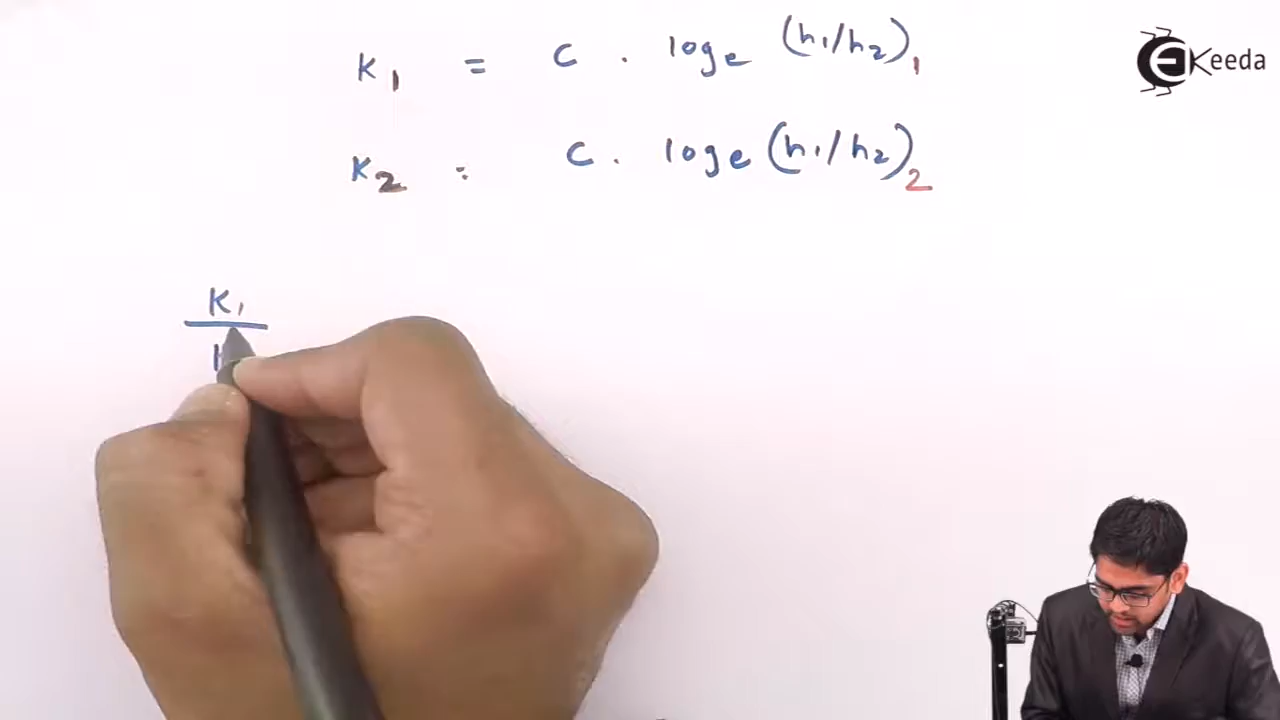 K1 = C . loge (h1/h2)1
Keeda
K2 = C . loge (h1/h2)2
K1